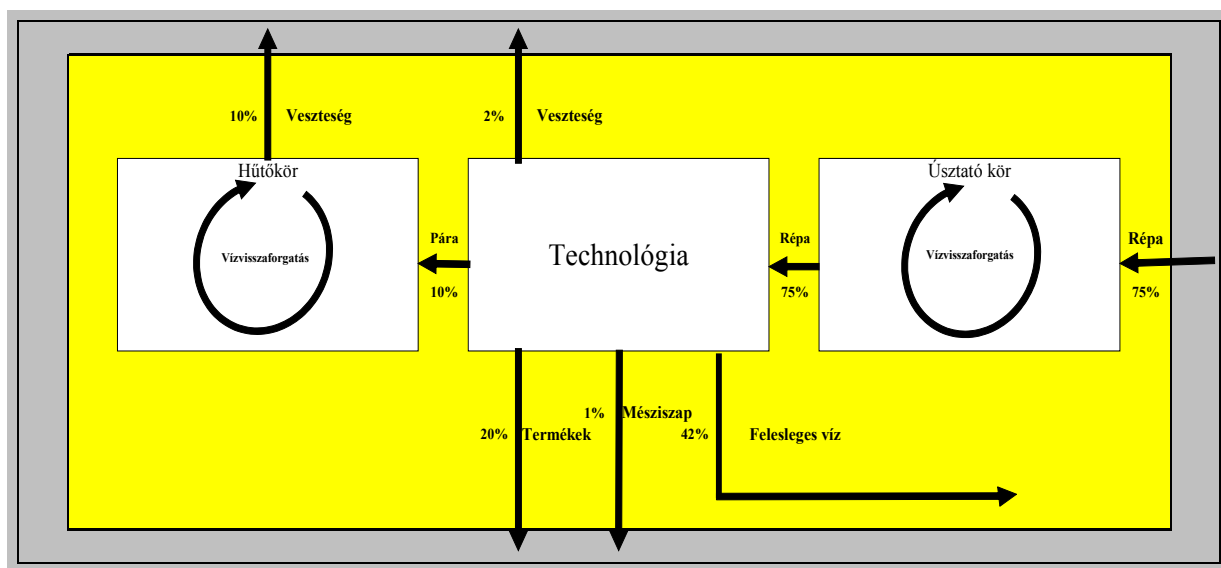 10% Veszteség
2% Veszteség
Hűtőkör
Vízvisszaforgatás
Pára
10%
Technológia
Répa
75%
Úsztató kör
Vízvisszaforgatás
Répa
75%
1% Mésziszap
20% Termékek
42% Felesleges víz